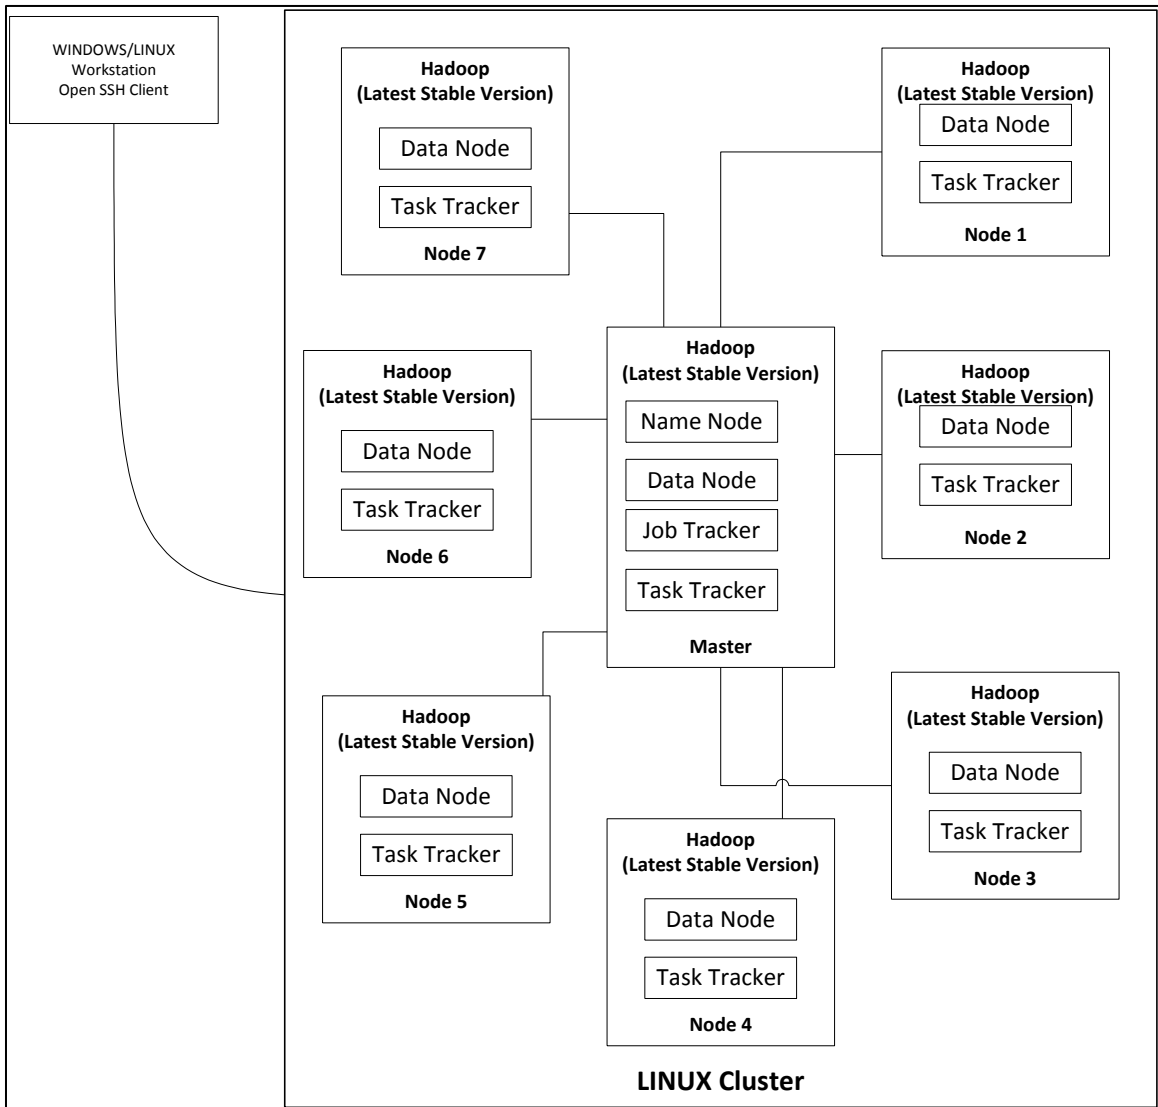 WINDOWS/LINUX
Workstation
Open SSH Client
Hadoop
(Latest Stable Version)
Data Node
Task Tracker
Node 7
Hadoop
(Latest Stable Version)
Data Node
Task Tracker
Node 1
Hadoop
(Latest Stable Version)
Data Node
Task Tracker
Node 6
Hadoop
(Latest Stable Version)
Name Node
Data Node
Job Tracker
Task Tracker
Master
Hadoop
(Latest Stable Version)
Data Node
Task Tracker
Node 2
Hadoop
(Latest Stable Version)
Data Node
Task Tracker
Node 5
Hadoop
(Latest Stable Version)
Data Node
Task Tracker
Node 4
Hadoop
(Latest Stable Version)
Data Node
Task Tracker
Node 3
LINUX Cluster